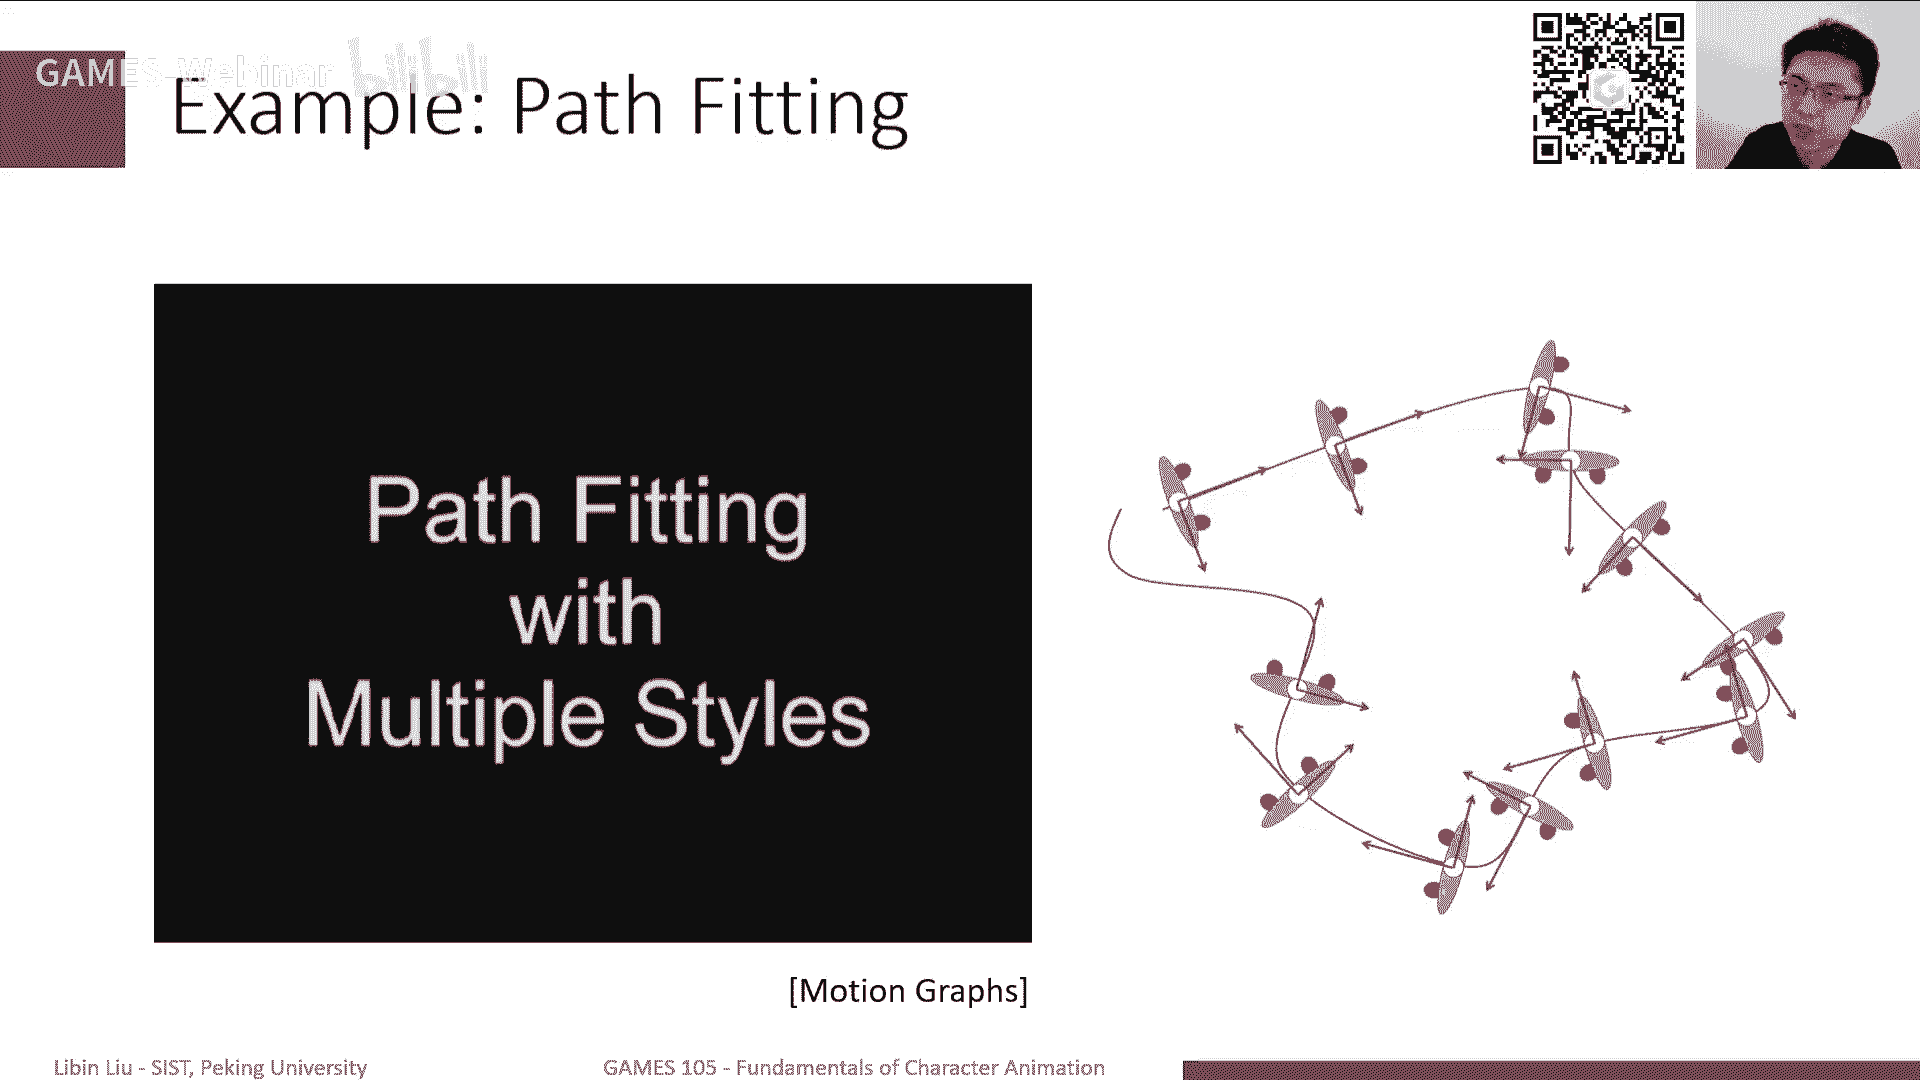 GAMES-Webinar bilibili
Example: Path Fitting
Path Fitting
with
Multiple Styles
[Motion Graphs]
Libin Liu - SIST, Peking University
GAMES 105 - Fundamentals of Character Animation